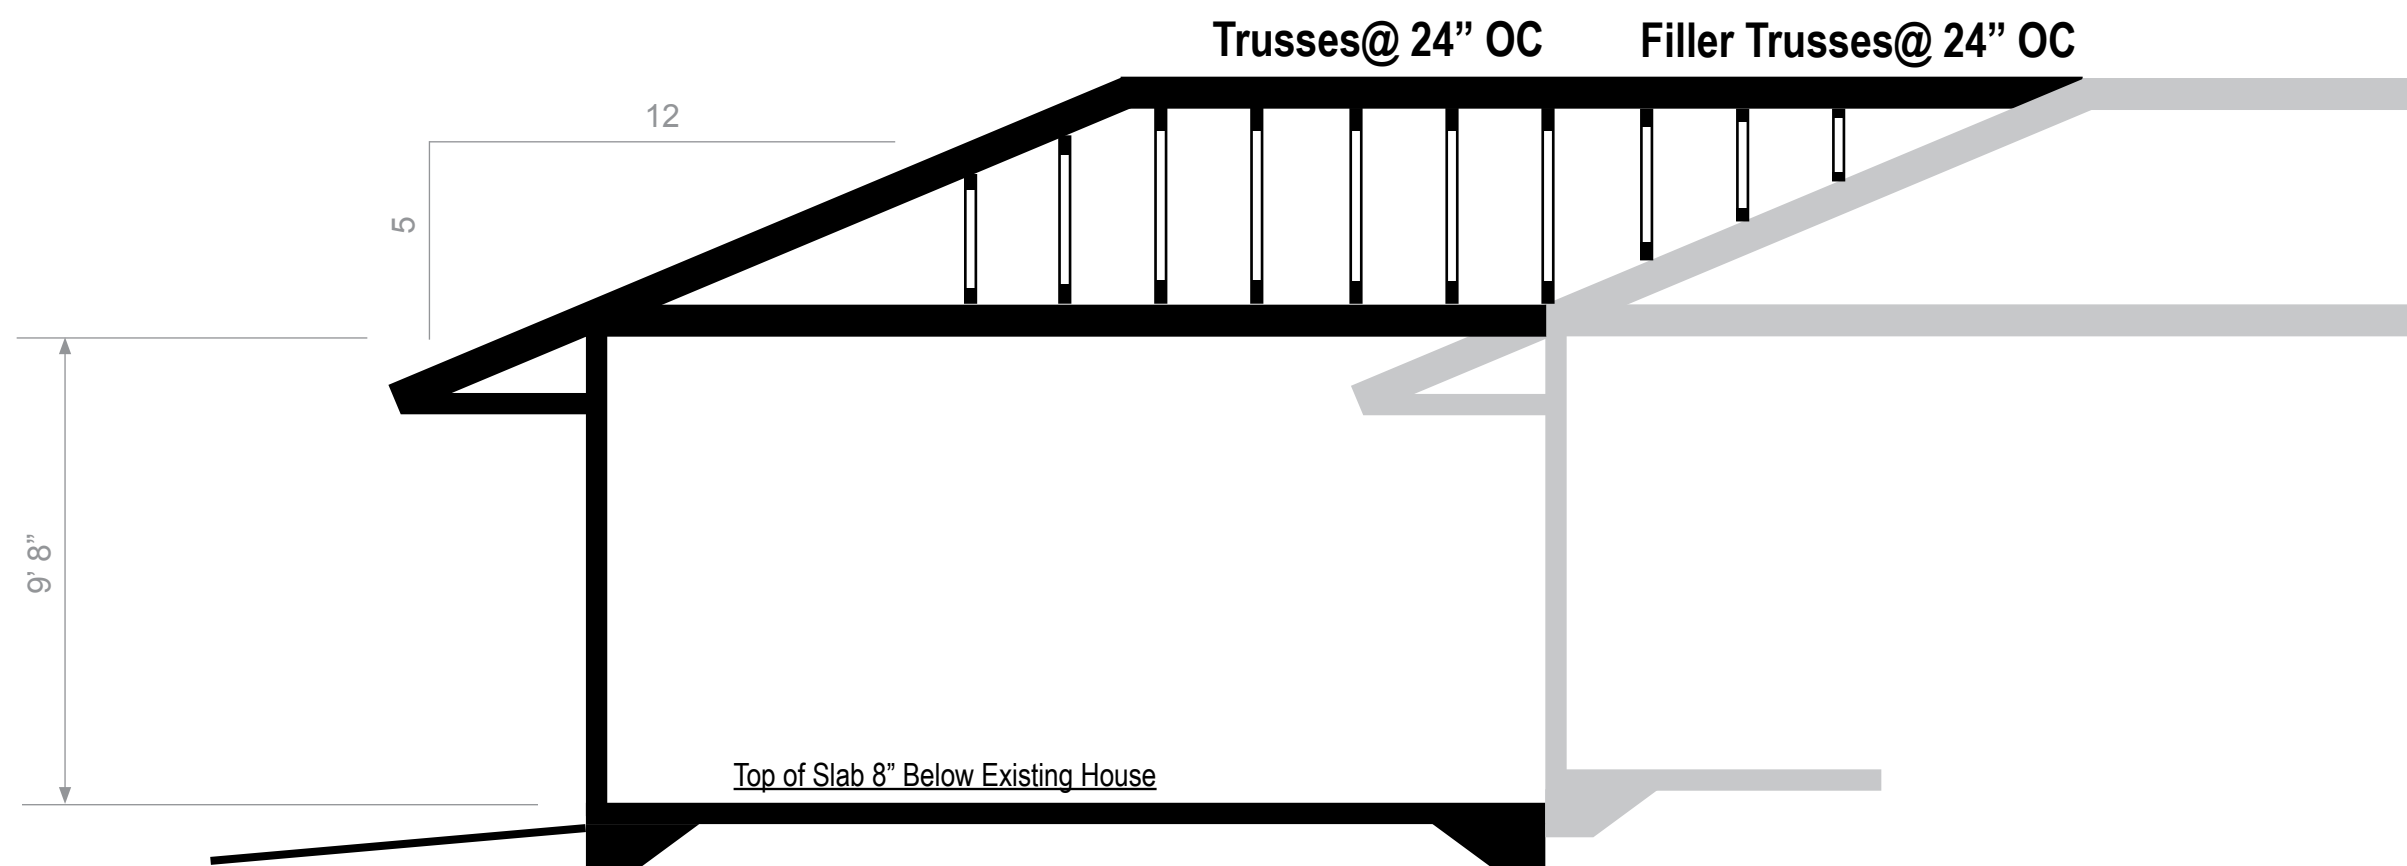 Trusses@ 24” OC
Filler Trusses@ 24” OC
12
5
9’ 8”
Top of Slab 8” Below Existing House